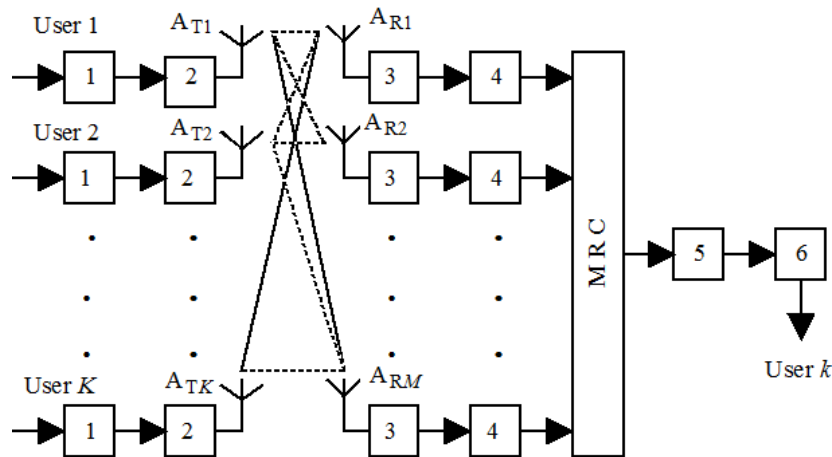 User 1 A_T1 A_R1
1 2 3 4
User 2 A_T2 A_R2
1 2 3 4
M R C
5 6
User k
User K A_TK A_RM
1 2 3 4